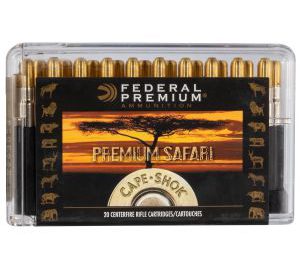 FEDERAL
PREMIUM
AMMUNITION
PREMIUM SAFARI
CAPE•SHOK
20 CENTERFIRE RIFLE CARTRIDGES/CARTOUCHES